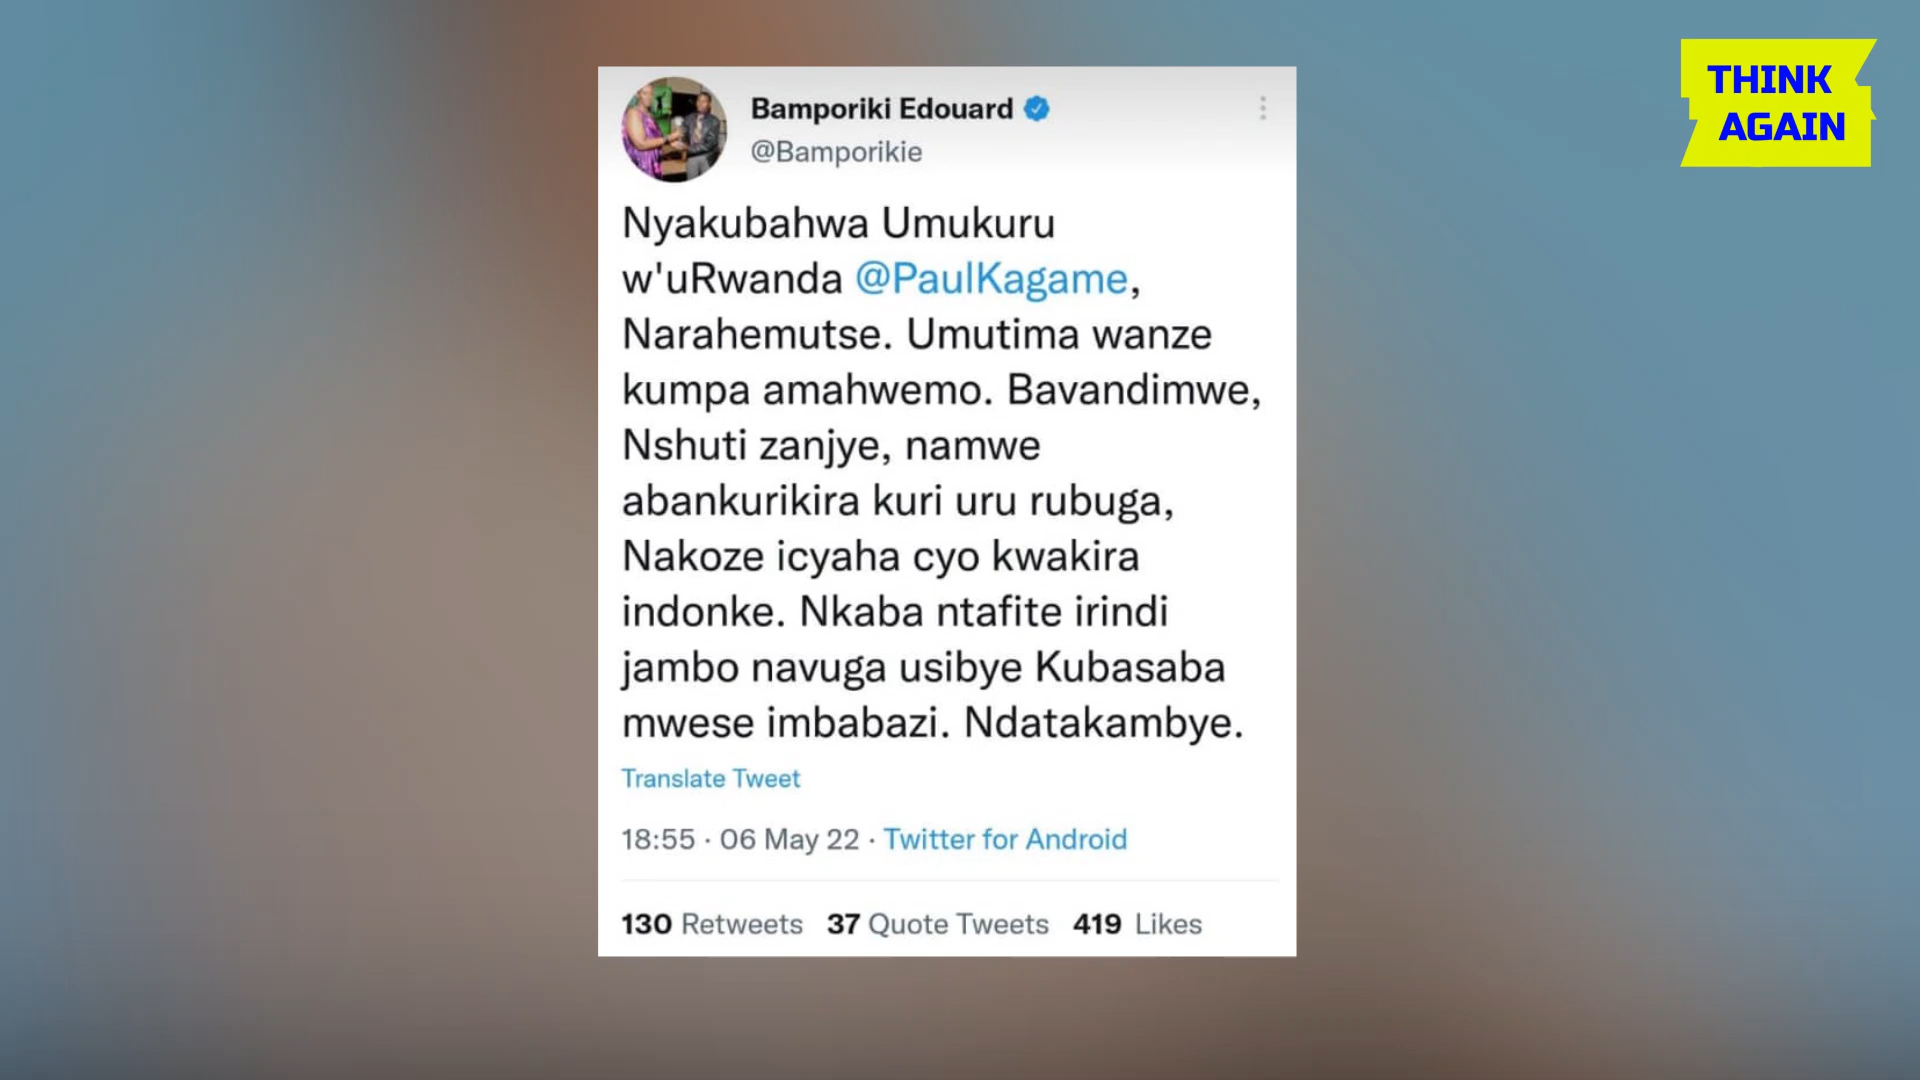 THINK
AGAIN
Bamporiki Edouard
@Bamporikie
Nyakubahwa Umukuru
w'uRwanda @PaulKagame,
Narahemutse. Umutima wanze
kumpa amahwemo. Bavandimwe,
Nshuti zanjye, namwe
abankurikira kuri uru rubuga,
Nakoze icyaha cyo kwakira
indonke. Nkaba ntafite irindi
jambo navuga usibye Kubasaba
mwese imbabazi. Ndatakambye.
Translate Tweet
18:55 · 06 May 22 · Twitter for Android
130 Retweets 37 Quote Tweets 419 Likes